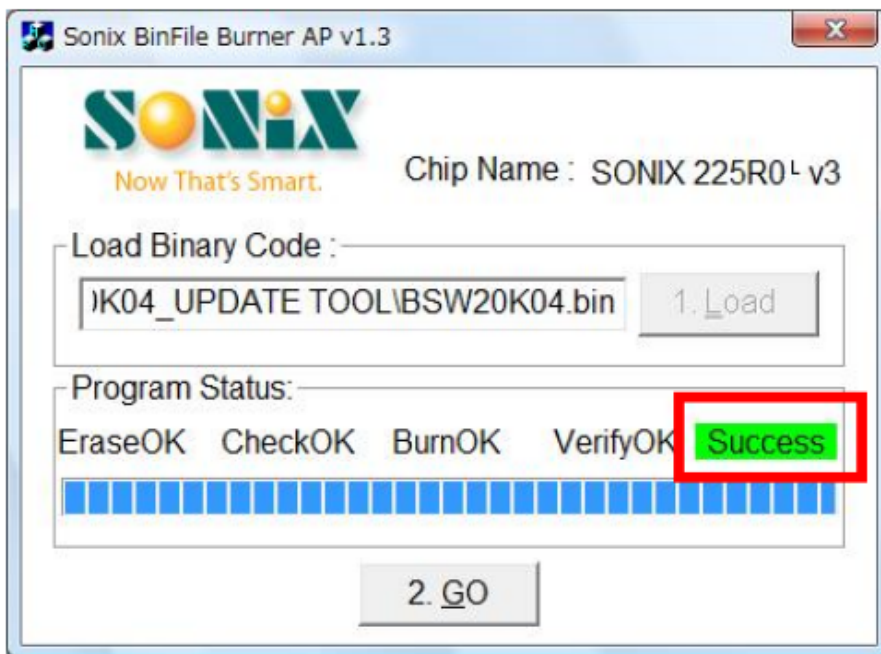 Sonix BinFile Burner AP v1.3
SONiX
Now That's Smart.
Chip Name : SONIX 225R0L v3
Load Binary Code :
K04_UPDATE TOOL\BSW20K04.bin
1. Load
Program Status:
EraseOK CheckOK BurnOK VerifyOK Success
2. GO